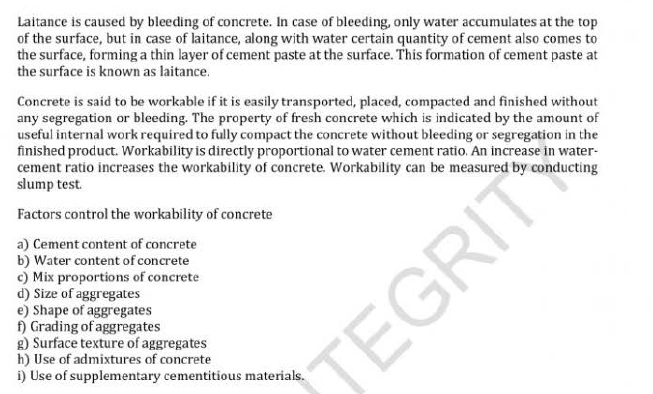 Laitance is caused by bleeding of concrete. In case of bleeding, only water accumulates at the top
of the surface, but in case of laitance, along with water certain quantity of cement also comes to
the surface, forming a thin layer of cement paste at the surface. This formation of cement paste at
the surface is known as laitance.
Concrete is said to be workable if it is easily transported, placed, compacted and finished without
any segregation or bleeding. The property of fresh concrete which is indicated by the amount of
useful internal work required to fully compact the concrete without bleeding or segregation in the
finished product. Workability is directly proportional to water cement ratio. An increase in water-
cement ratio increases the workability of concrete. Workability can be measured by conducting
slump test.
Factors control the workability of concrete
a) Cement content of concrete
b) Water content of concrete
c) Mix proportions of concrete
d) Size of aggregates
e) Shape of aggregates
f) Grading of aggregates
g) Surface texture of aggregates
h) Use of admixtures of concrete
i) Use of supplementary cementitious materials.
TEGRITY